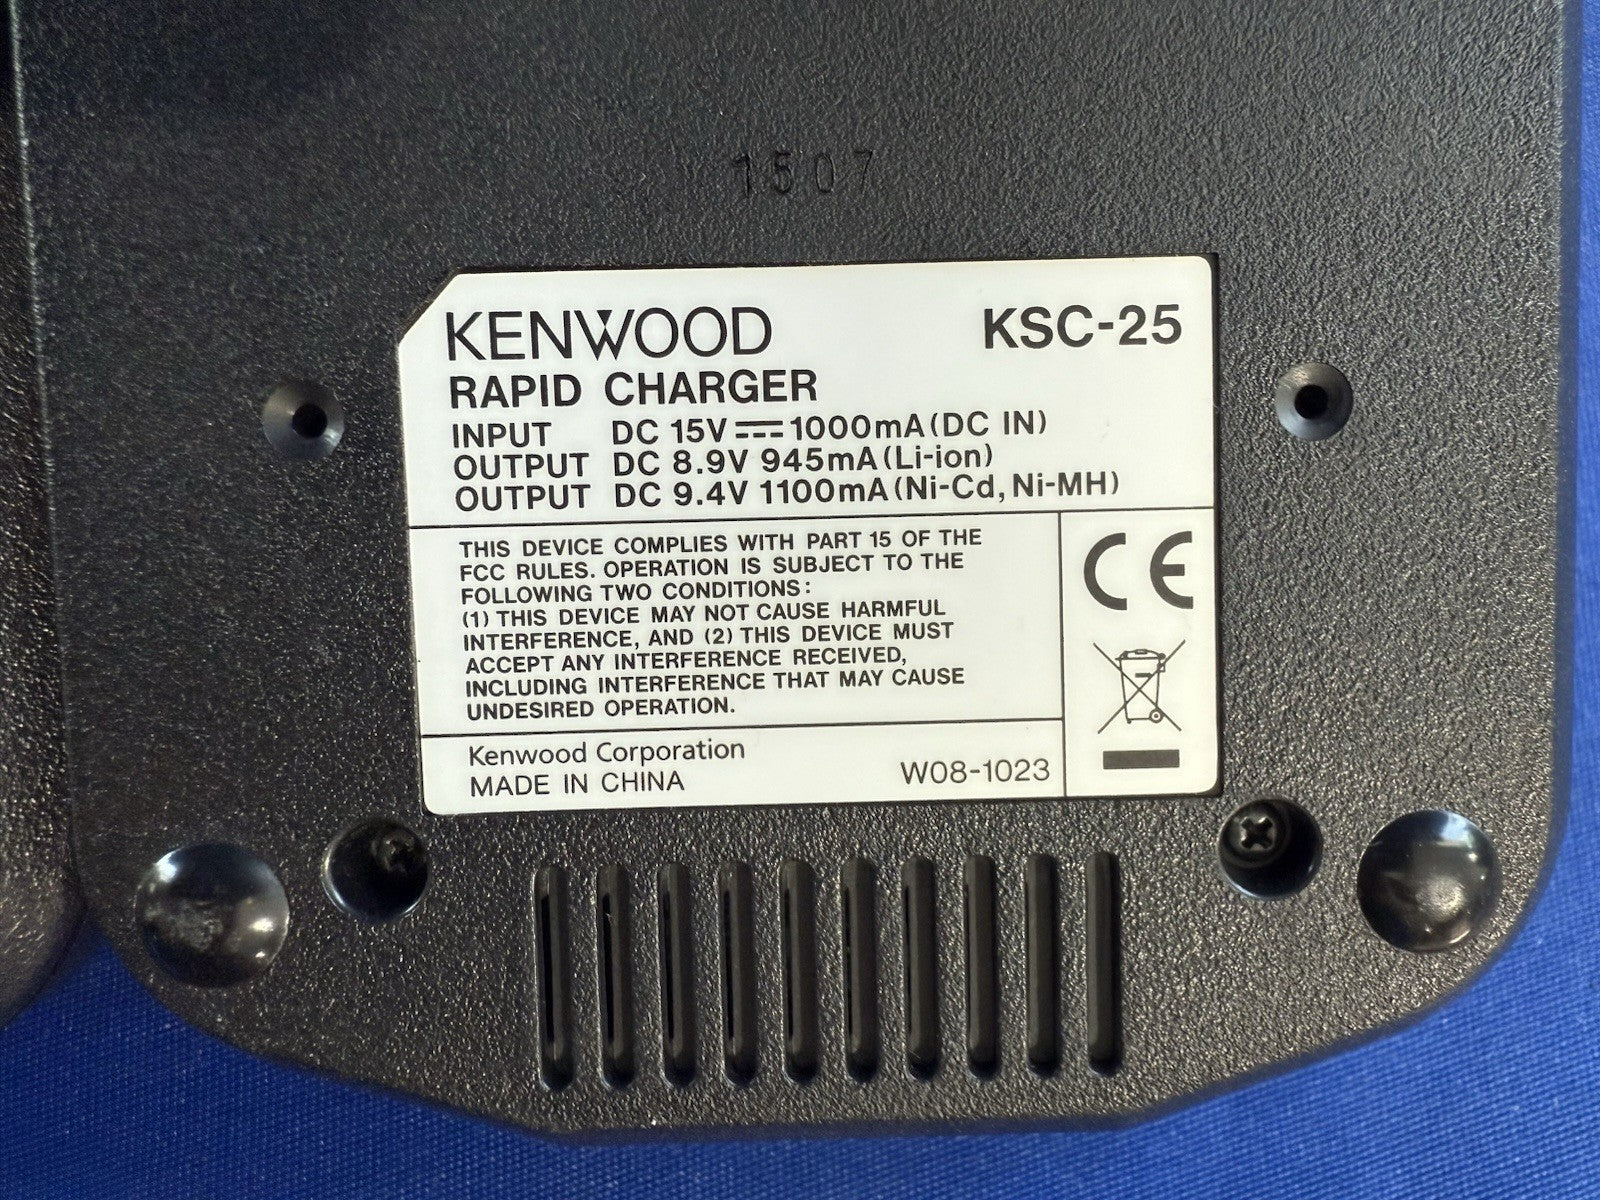 1507
KENWOOD KSC-25
RAPID CHARGER
INPUT DC 15V ⎓ 1000mA (DC IN)
OUTPUT DC 8.9V 945mA (Li-ion)
OUTPUT DC 9.4V 1100mA (Ni-Cd, Ni-MH)
THIS DEVICE COMPLIES WITH PART 15 OF THE
FCC RULES. OPERATION IS SUBJECT TO THE
FOLLOWING TWO CONDITIONS:
(1) THIS DEVICE MAY NOT CAUSE HARMFUL
INTERFERENCE, AND (2) THIS DEVICE MUST
ACCEPT ANY INTERFERENCE RECEIVED,
INCLUDING INTERFERENCE THAT MAY CAUSE
UNDESIRED OPERATION.
CE
Kenwood Corporation
MADE IN CHINA W08-1023